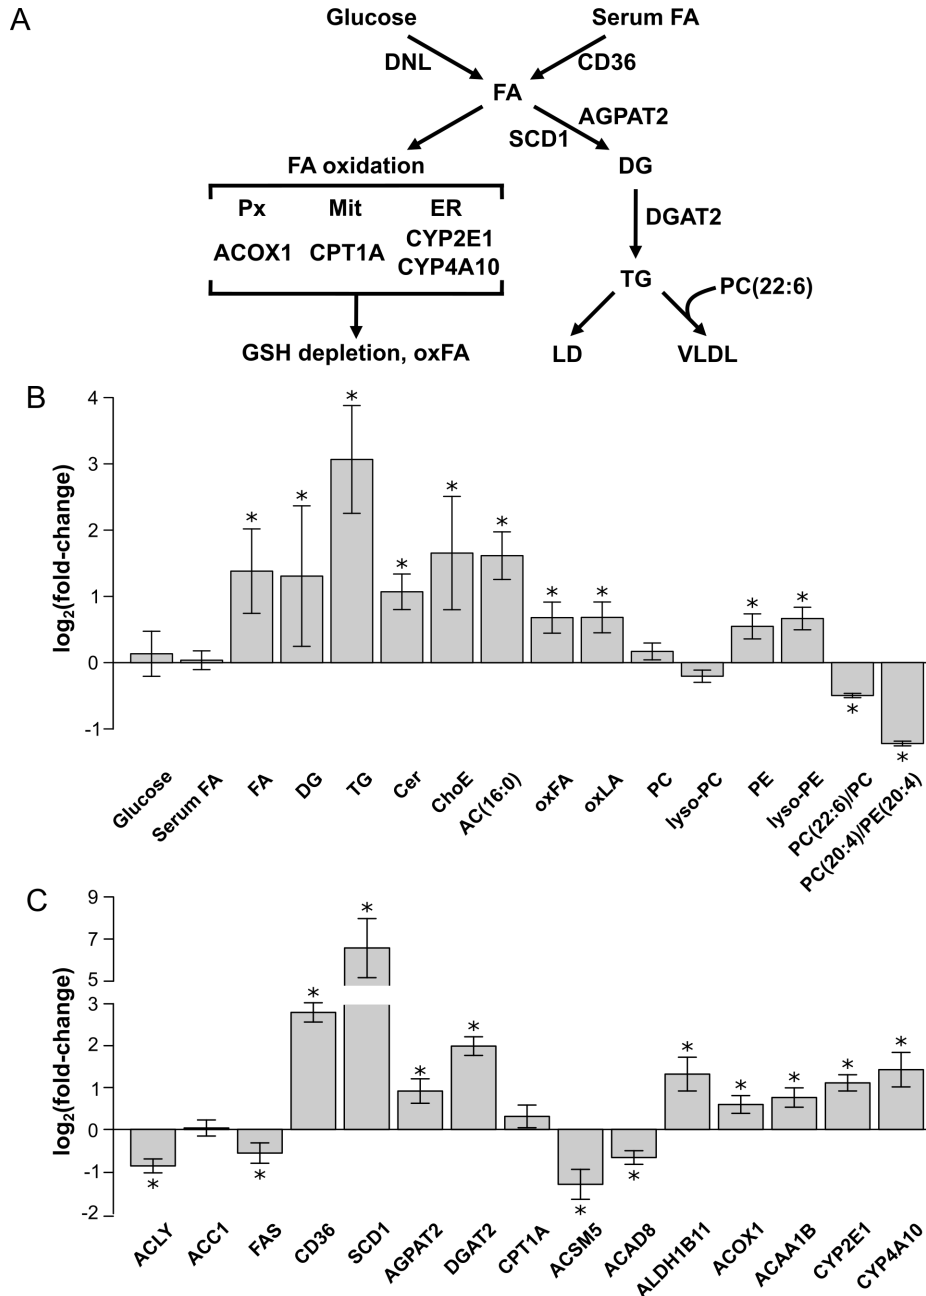 A
Glucose Serum FA
DNL CD36
FA
AGPAT2
SCD1
FA oxidation DG
Px Mit ER
DGAT2
ACOX1 CPT1A CYP2E1
CYP4A10
TG
PC(22:6)
GSH depletion, oxFA LD VLDL
B
log2(fold-change)
4
3
2
1
0
-1
* * * * * * * * * * * * *
Glucose Serum FA FA DG TG Cer ChoE AC(16:0) oxFA oxLA PC lyso-PC PE lyso-PE PC(22:6)/PC PC(20:4)/PE(20:4)
C
log2(fold-change)
9
7
5
3
2
1
0
-1
-2
* * * * * * * * * * * * *
ACLY ACC1 FAS CD36 SCD1 AGPAT2 DGAT2 CPT1A ACSM5 ACAD8 ALDH1B11 ACOX1 ACAA1B CYP2E1 CYP4A10